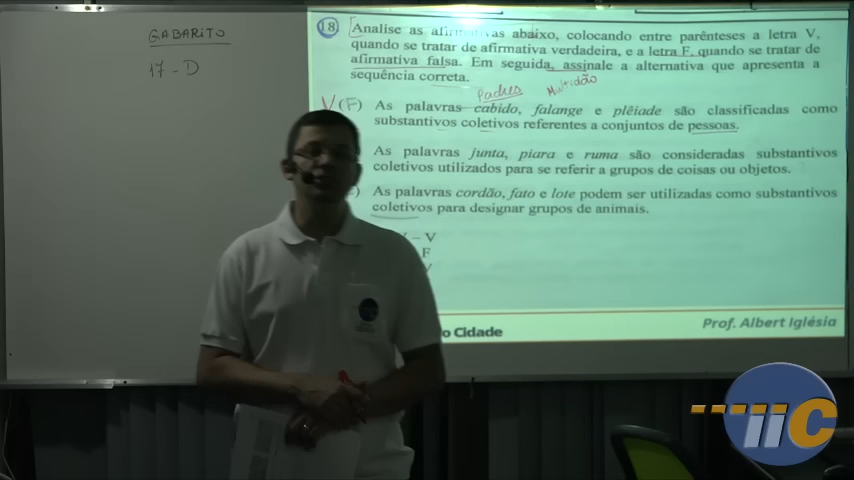 GABARITO
17 - D
18 Analise as afirmativas abaixo, colocando entre parênteses a letra V,
quando se tratar de afirmativa verdadeira, e a letra F, quando se tratar de
afirmativa falsa. Em seguida, assinale a alternativa que apresenta a
sequência correta.
Padres Multidão
V (F) As palavras cabido, falange e plêiade são classificadas como
substantivos coletivos referentes a conjuntos de pessoas.
As palavras junta, piara e ruma são consideradas substantivos
coletivos utilizados para se referir a grupos de coisas ou objetos.
) As palavras cordão, fato e lote podem ser utilizadas como substantivos
coletivos para designar grupos de animais.
– V
F
V
o Cidade
Prof. Albert Iglésia
iiC